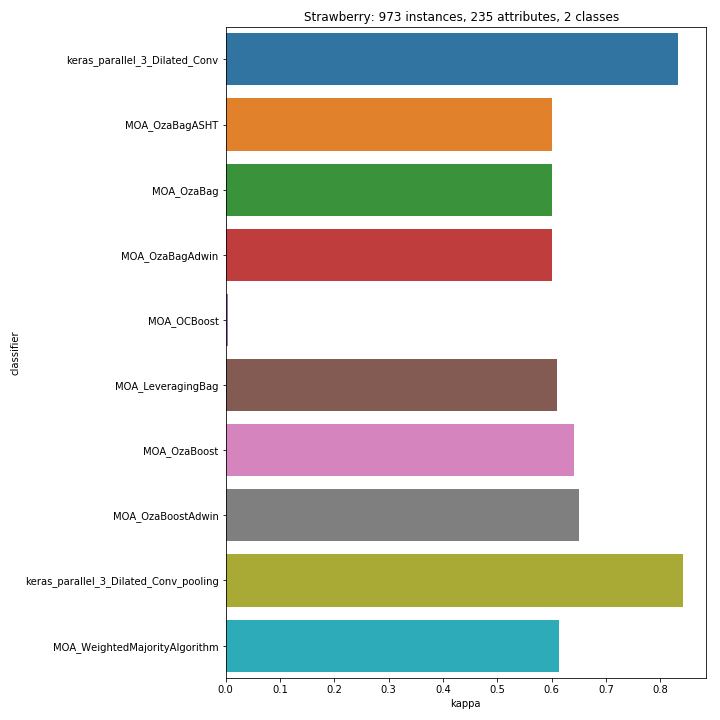 Strawberry: 973 instances, 235 attributes, 2 classes
classifier
keras_parallel_3_Dilated_Conv
MOA_OzaBagASHT
MOA_OzaBag
MOA_OzaBagAdwin
MOA_OCBoost
MOA_LeveragingBag
MOA_OzaBoost
MOA_OzaBoostAdwin
keras_parallel_3_Dilated_Conv_pooling
MOA_WeightedMajorityAlgorithm
0.0 0.1 0.2 0.3 0.4 0.5 0.6 0.7 0.8
kappa